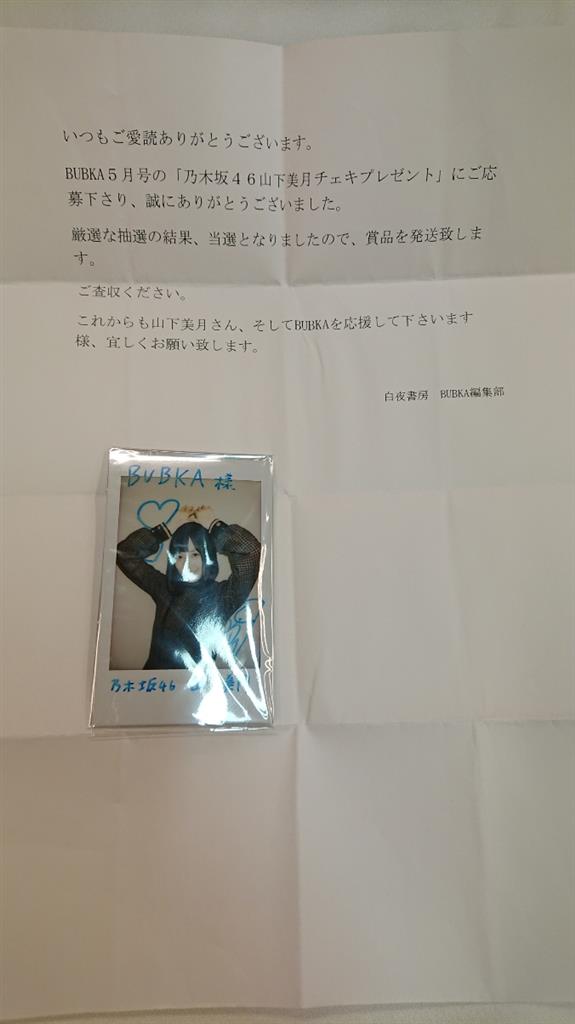 いつもご愛読ありがとうございます。
BUBKA５月号の「乃木坂４６山下美月チェキプレゼント」にご応
募下さり、誠にありがとうございました。
厳選な抽選の結果、当選となりましたので、賞品を発送致しま
す。
ご査収ください。
これからも山下美月さん、そしてBUBKAを応援して下さいます
様、宜しくお願い致します。
白夜書房　BUBKA編集部
BUBKA 様
乃木坂46